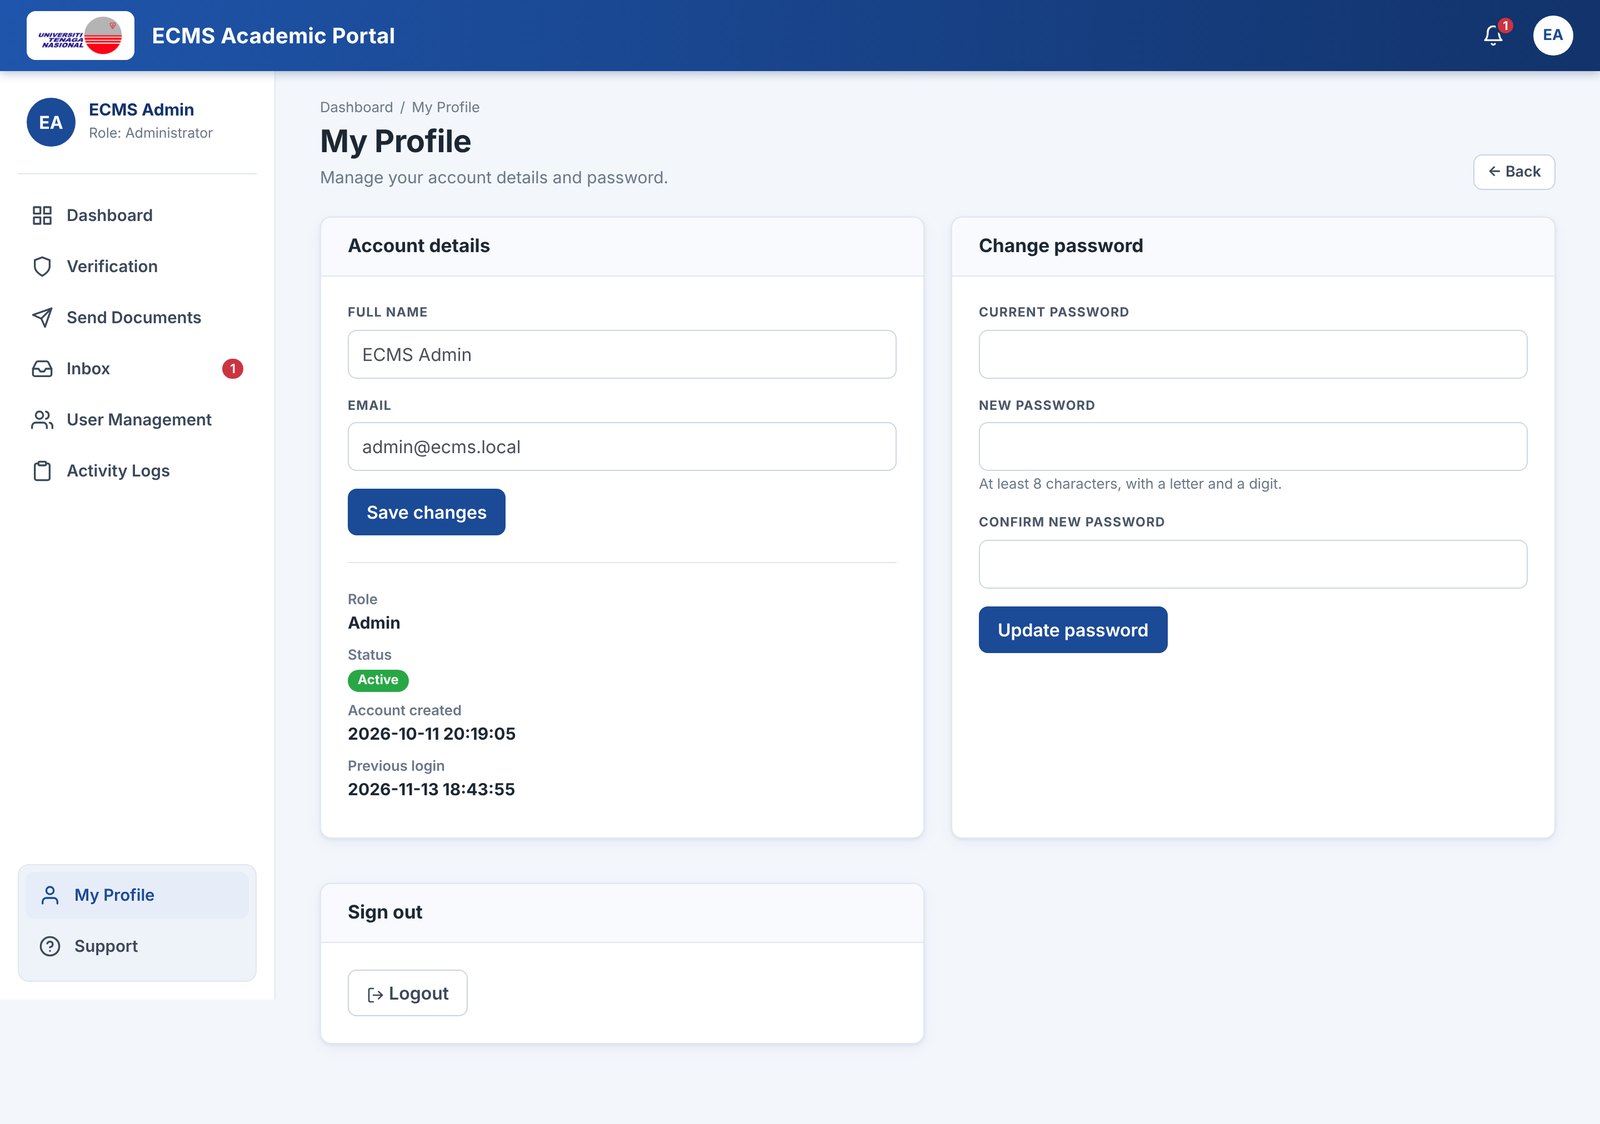 UNIVERSITI
TENAGA
NASIONAL
ECMS Academic Portal
1
EA
EA
ECMS Admin
Role: Administrator
Dashboard
Verification
Send Documents
Inbox
1
User Management
Activity Logs
My Profile
Support
Dashboard / My Profile
My Profile
Manage your account details and password.
← Back
Account details
FULL NAME
ECMS Admin
EMAIL
admin@ecms.local
Save changes
Role
Admin
Status
Active
Account created
2026-10-11 20:19:05
Previous login
2026-11-13 18:43:55
Change password
CURRENT PASSWORD
NEW PASSWORD
At least 8 characters, with a letter and a digit.
CONFIRM NEW PASSWORD
Update password
Sign out
Logout